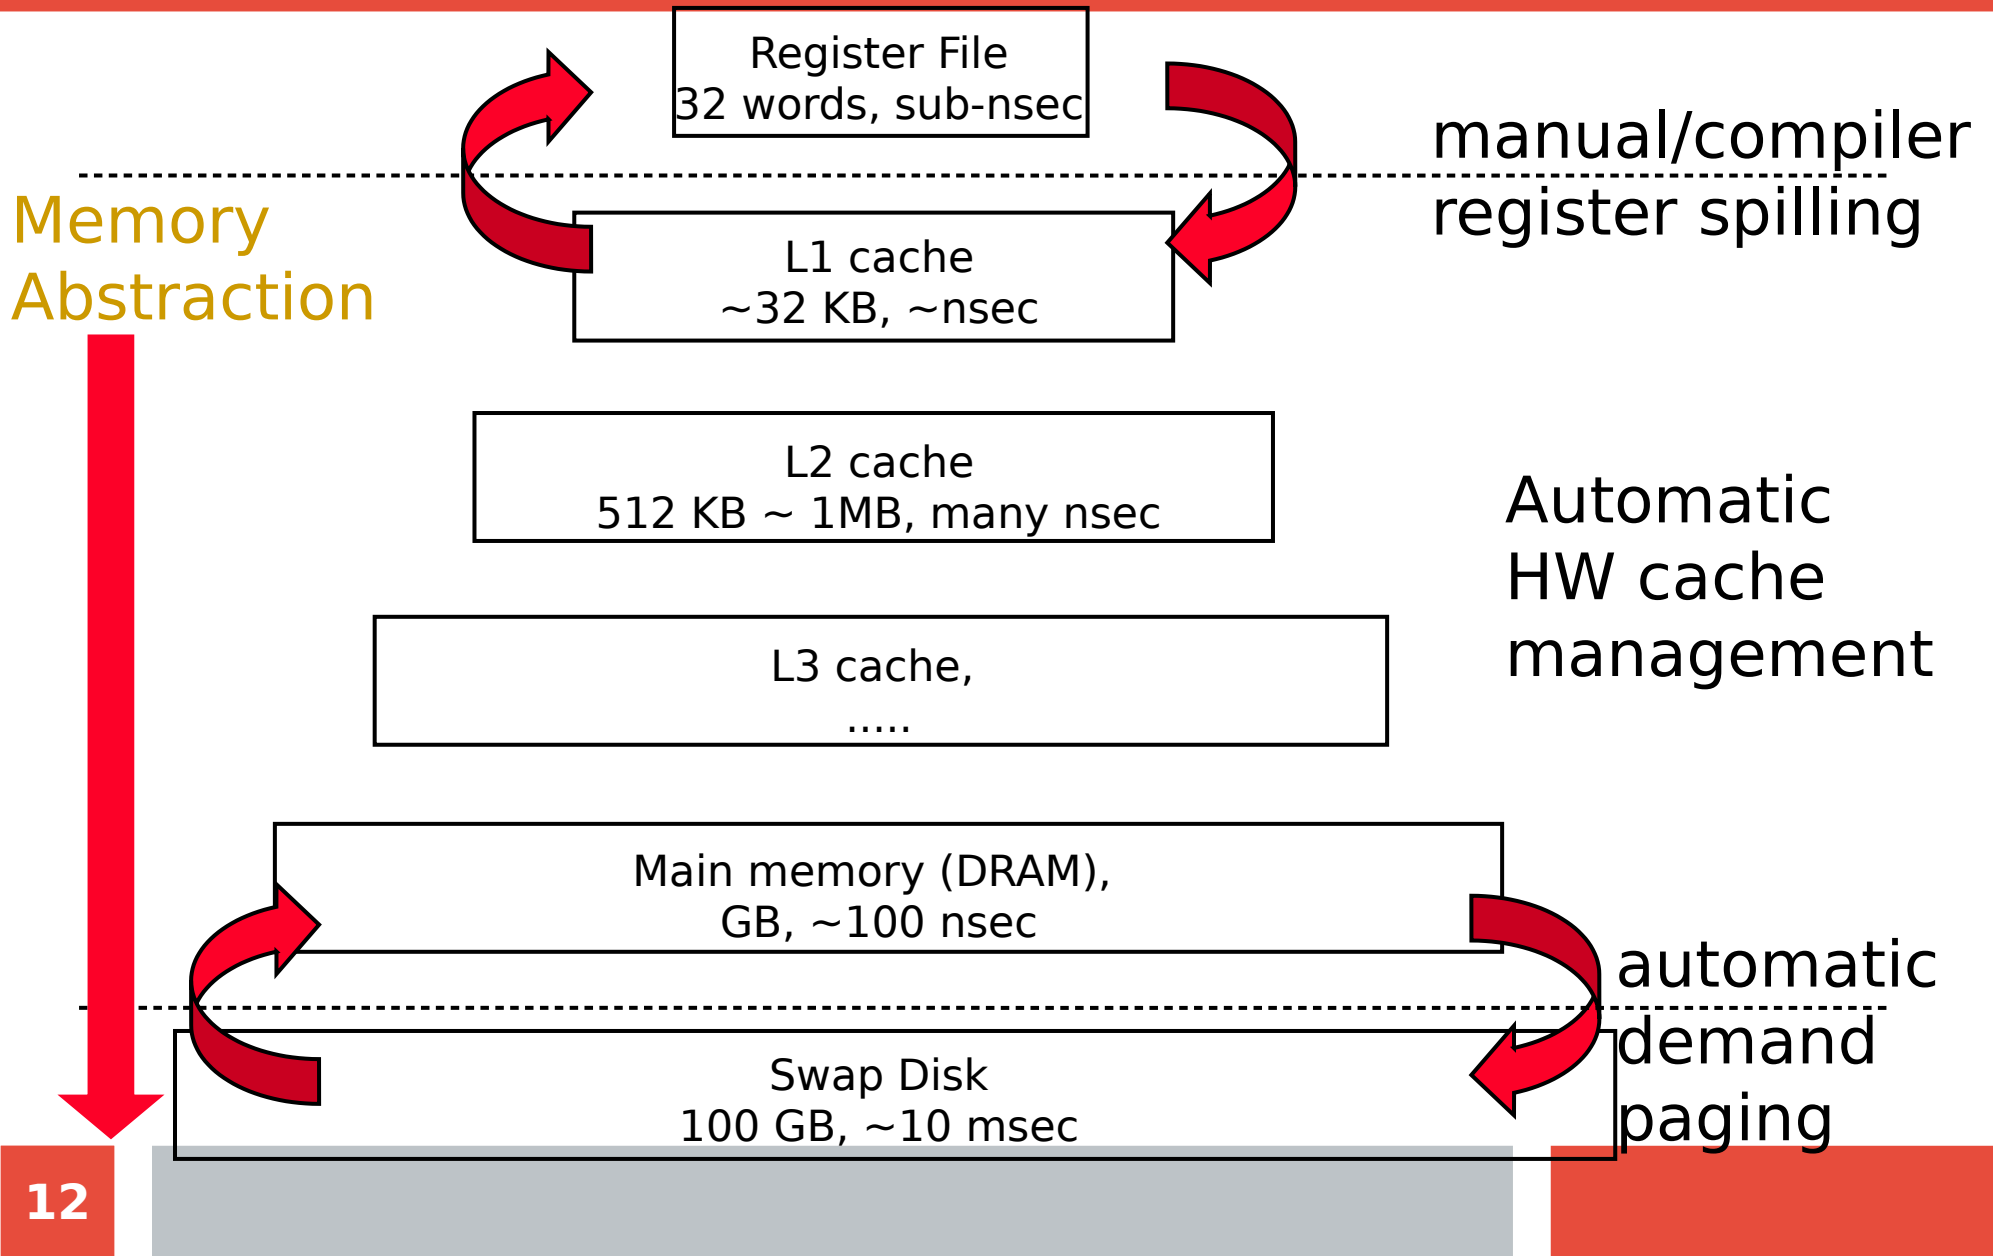 Register File
32 words, sub-nsec
manual/compiler
register spilling
Memory
Abstraction
L1 cache
~32 KB, ~nsec
L2 cache
512 KB ~ 1MB, many nsec
Automatic
HW cache
management
L3 cache,
.....
Main memory (DRAM),
GB, ~100 nsec
automatic
demand
paging
Swap Disk
100 GB, ~10 msec
12